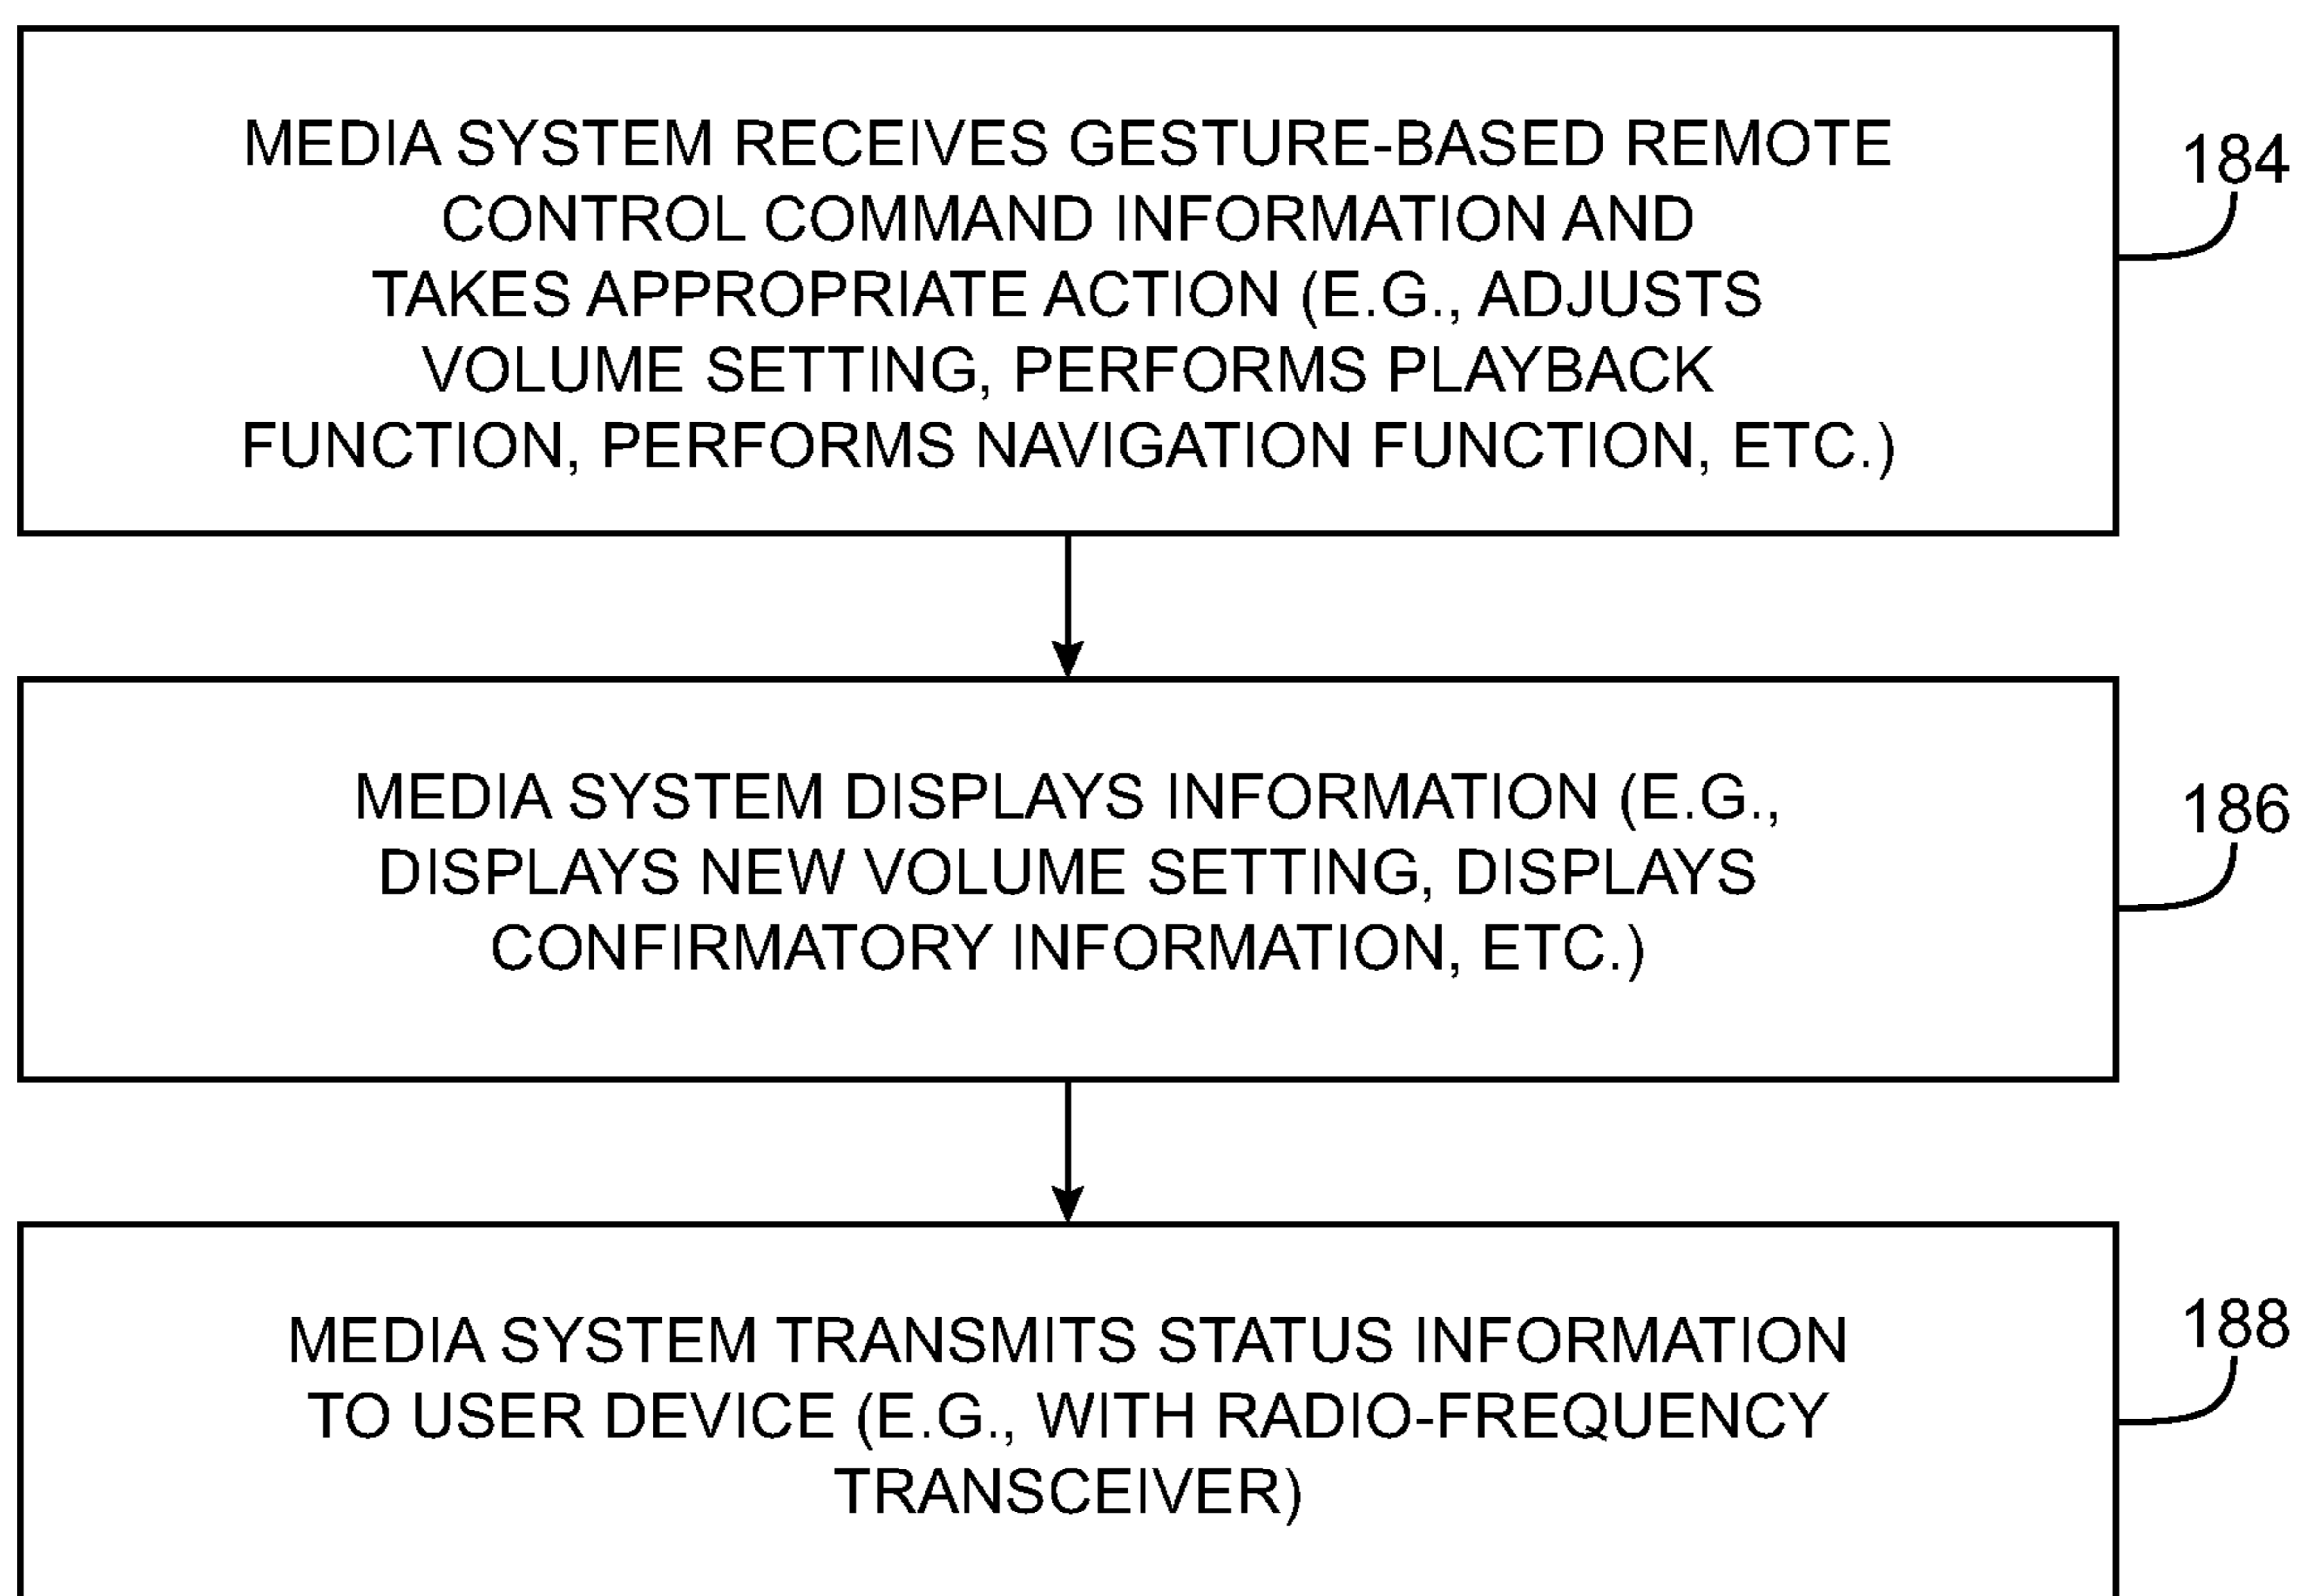 MEDIA SYSTEM RECEIVES GESTURE-BASED REMOTE
CONTROL COMMAND INFORMATION AND
TAKES APPROPRIATE ACTION (E.G., ADJUSTS
VOLUME SETTING, PERFORMS PLAYBACK
FUNCTION, PERFORMS NAVIGATION FUNCTION, ETC.)
184
MEDIA SYSTEM DISPLAYS INFORMATION (E.G.,
DISPLAYS NEW VOLUME SETTING, DISPLAYS
CONFIRMATORY INFORMATION, ETC.)
186
MEDIA SYSTEM TRANSMITS STATUS INFORMATION
TO USER DEVICE (E.G., WITH RADIO-FREQUENCY
TRANSCEIVER)
188